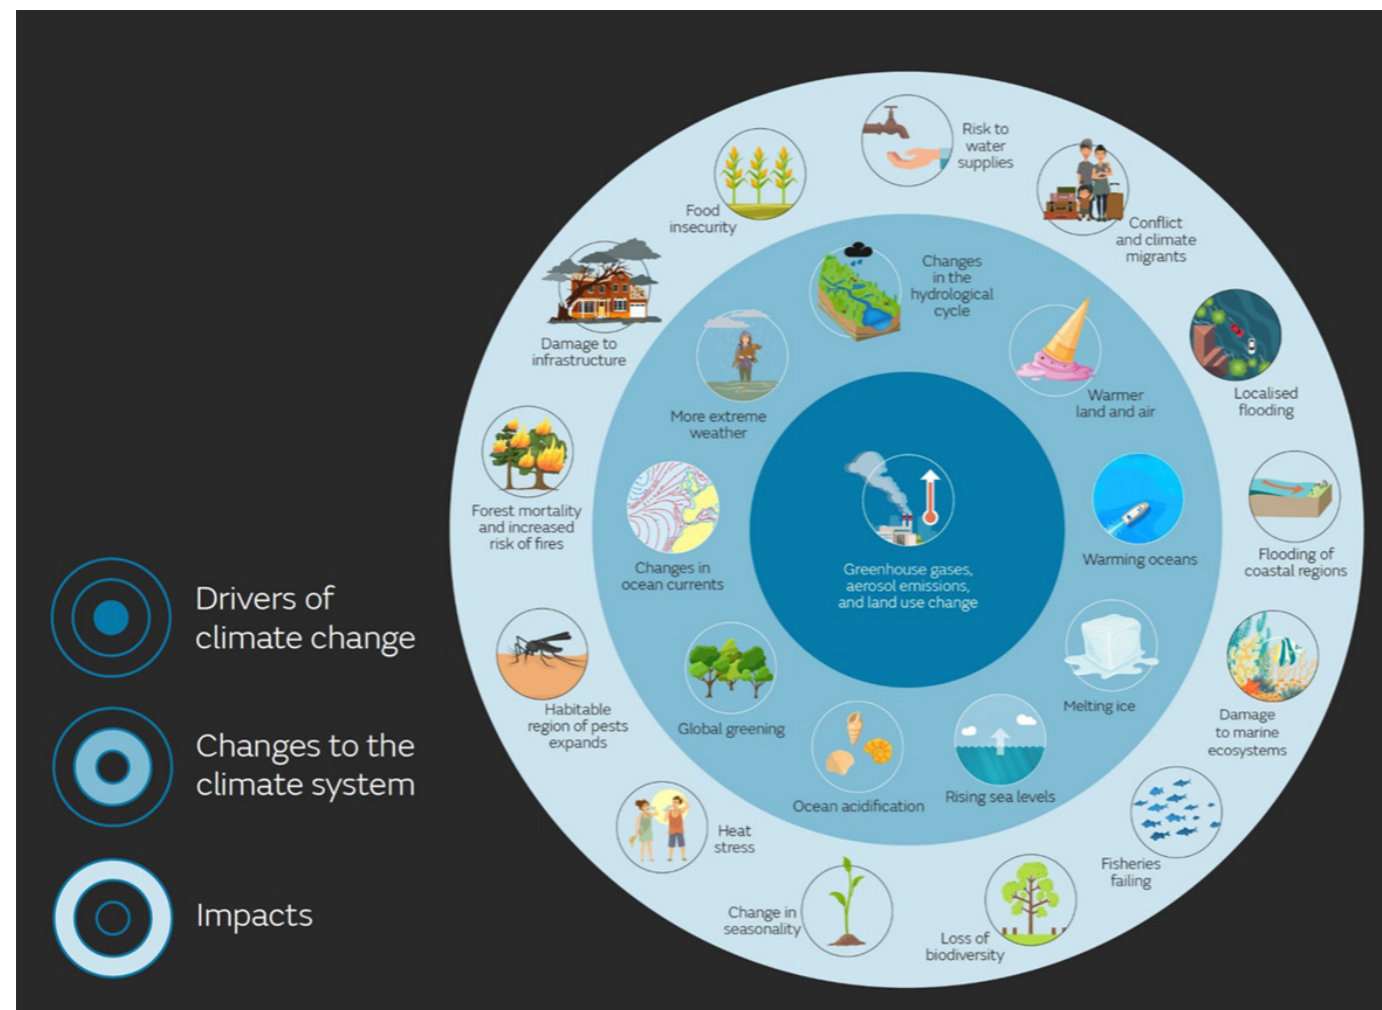 Drivers of
climate change
Changes to the
climate system
Impacts
Greenhouse gases,
aerosol emissions,
and land use change
Changes
in the
hydrological
cycle
Warmer
land and air
Warming oceans
Melting ice
Rising sea levels
Ocean acidification
Global greening
Changes in
ocean currents
More extreme
weather
Risk to
water
supplies
Conflict
and climate
migrants
Localised
flooding
Flooding of
coastal regions
Damage
to marine
ecosystems
Fisheries
failing
Loss of
biodiversity
Change in
seasonality
Heat
stress
Habitable
region of pests
expands
Forest mortality
and increased
risk of fires
Damage to
infrastructure
Food
insecurity